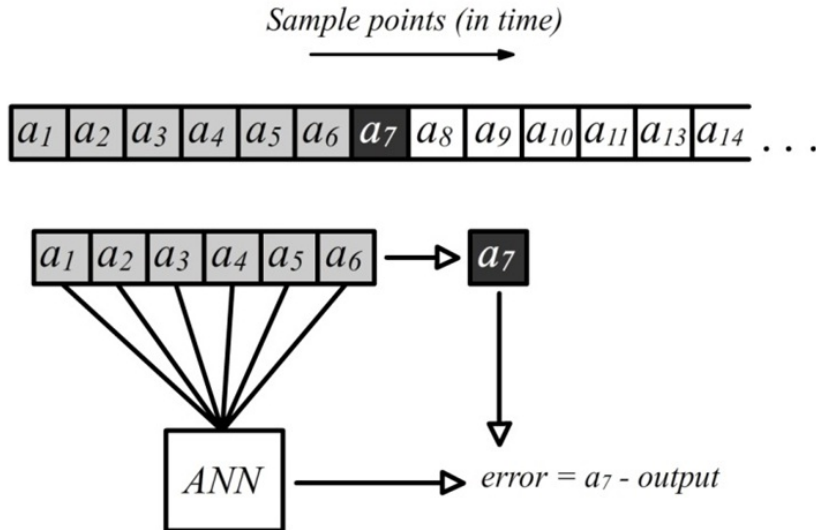 Sample points (in time)
a1 a2 a3 a4 a5 a6 a7 a8 a9 a10 a11 a13 a14 . . .
a1 a2 a3 a4 a5 a6 a7
ANN error = a7 - output